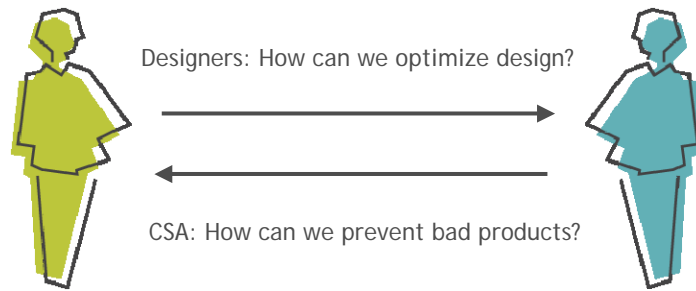 Designers: How can we optimize design?
CSA: How can we prevent bad products?